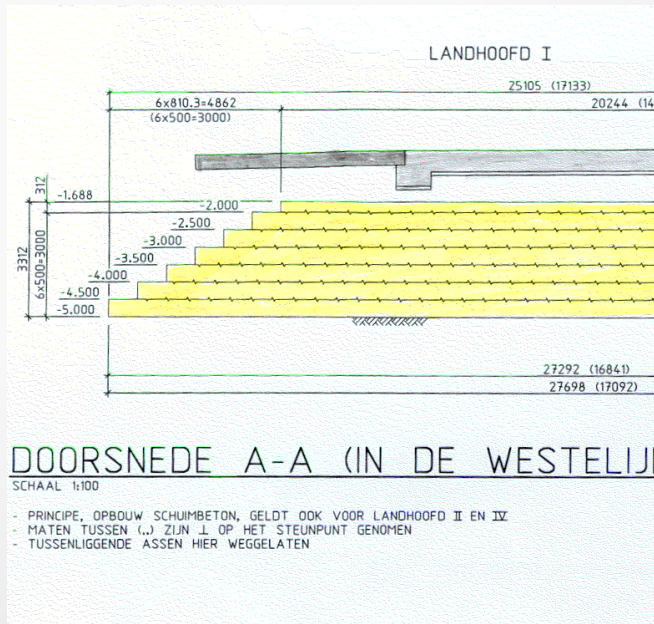 LANDHOOFD I
25105 (17133)
6x810.3=4862
20244 (14
(6x500=3000)
312
-1.688
-2.000
-2.500
-3.000
-3.500
-4.000
-4.500
-5.000
3312
6x500=3000
27292 (16841)
27698 (17092)
DOORSNEDE A-A (IN DE WESTELIJ
SCHAAL 1:100
- PRINCIPE, OPBOUW SCHUIMBETON, GELDT OOK VOOR LANDHOOFD II EN IV
- MATEN TUSSEN (..) ZIJN ⊥ OP HET STEUNPUNT GENOMEN
- TUSSENLIGGENDE ASSEN HIER WEGGELATEN